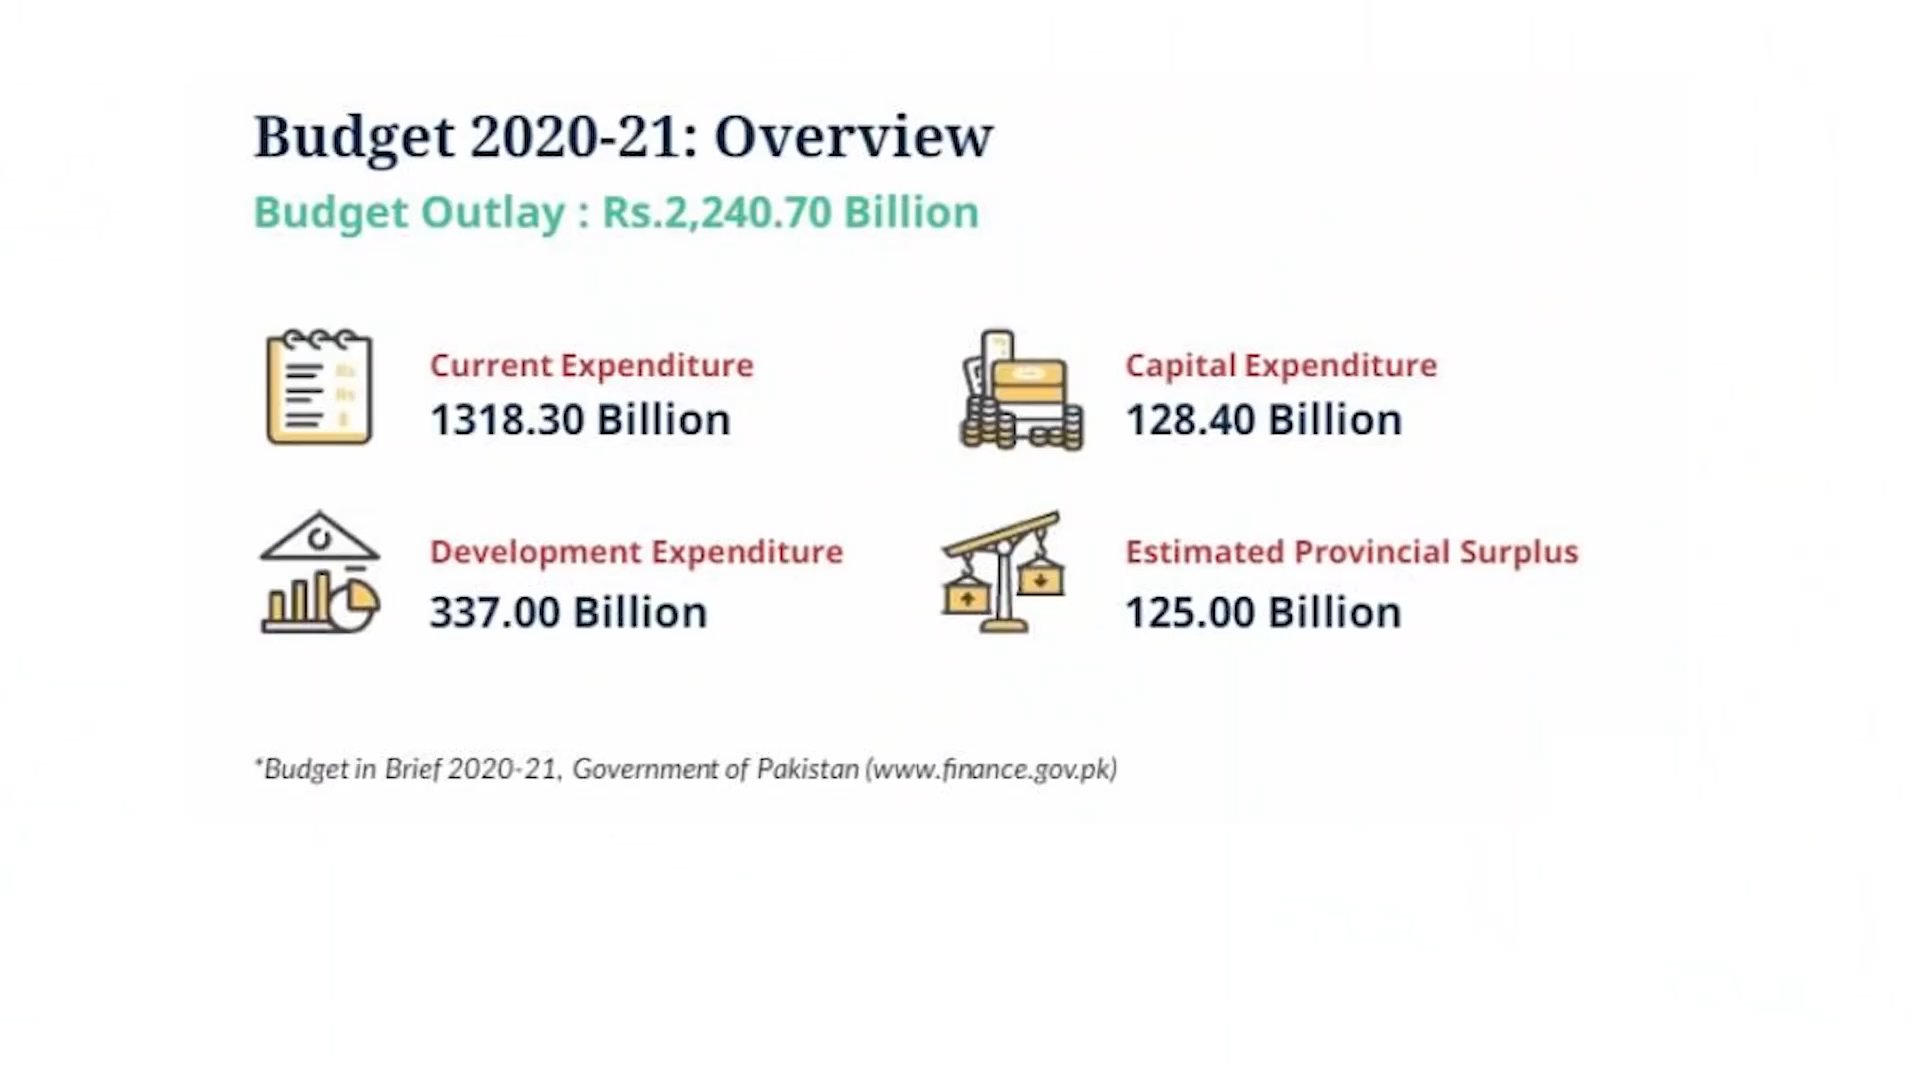 Budget 2020-21: Overview
Budget Outlay : Rs.2,240.70 Billion
Current Expenditure
1318.30 Billion
Capital Expenditure
128.40 Billion
Development Expenditure
337.00 Billion
Estimated Provincial Surplus
125.00 Billion
*Budget in Brief 2020-21, Government of Pakistan (www.finance.gov.pk)